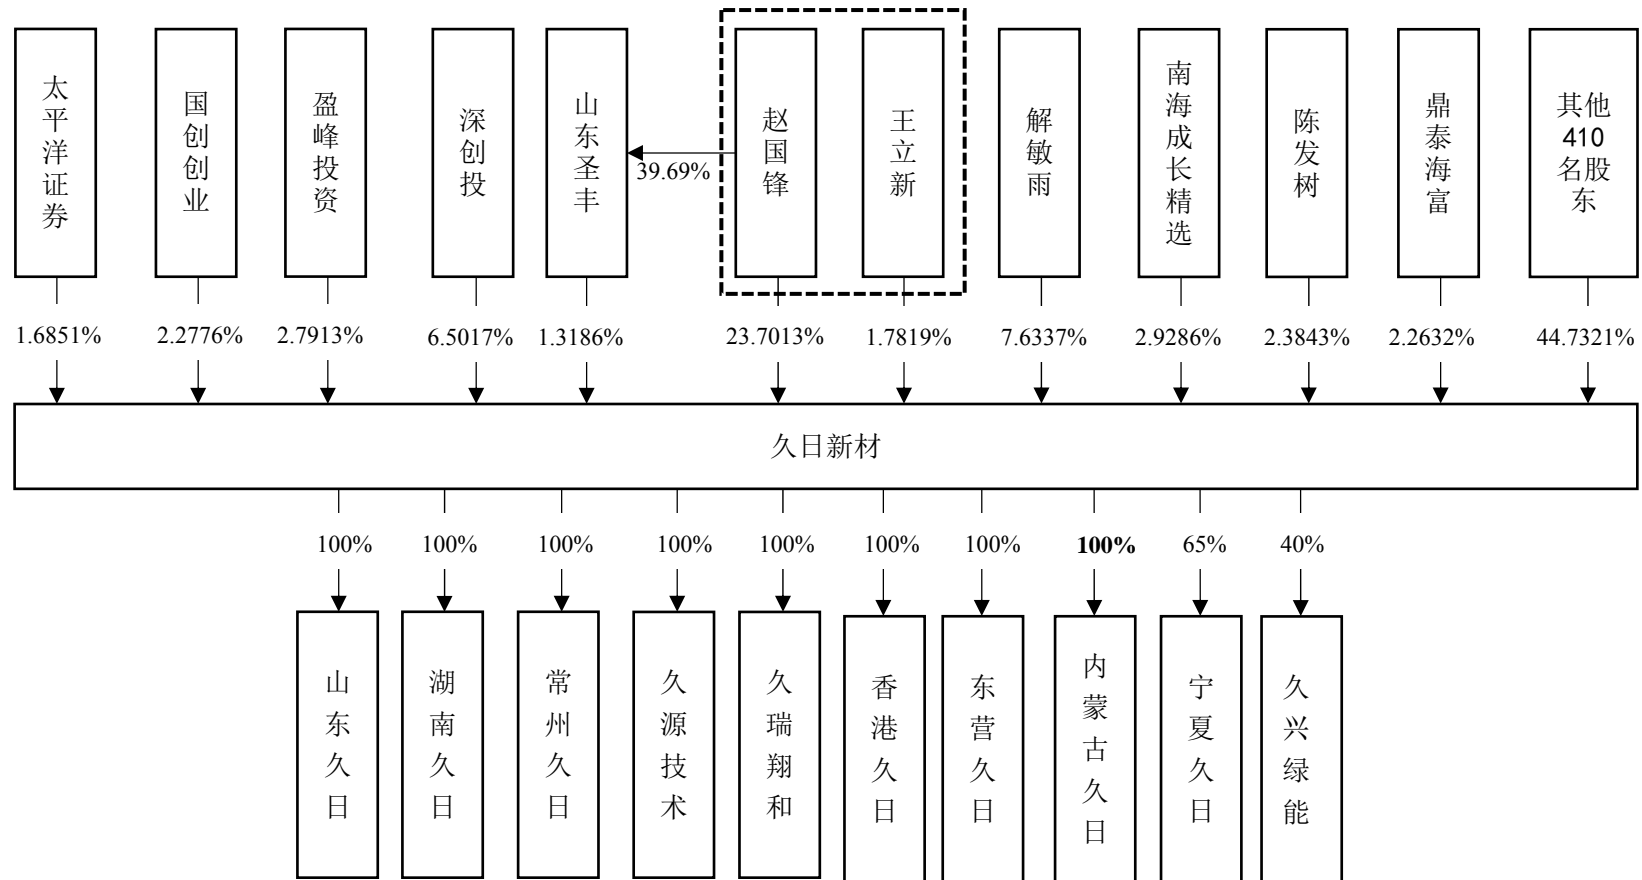 太平洋证券
国创创业
盈峰投资
深创投
山东圣丰
赵国锋
王立新
解敏雨
南海成长精选
陈发树
鼎泰海富
其他
410
名股
东
39.69%
1.6851%
2.2776%
2.7913%
6.5017%
1.3186%
23.7013%
1.7819%
7.6337%
2.9286%
2.3843%
2.2632%
44.7321%
久日新材
100%
100%
100%
100%
100%
100%
100%
100%
65%
40%
山东久日
湖南久日
常州久日
久源技术
久瑞翔和
香港久日
东营久日
内蒙古久日
宁夏久日
久兴绿能